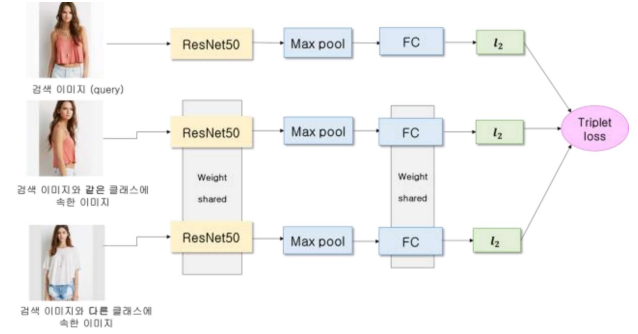 ResNet50
Max pool
FC
l₂
검색 이미지 (query)
ResNet50
Max pool
FC
l₂
Triplet
loss
검색 이미지와 같은 클래스에
속한 이미지
Weight
shared
Weight
shared
ResNet50
Max pool
FC
l₂
검색 이미지와 다른 클래스에
속한 이미지